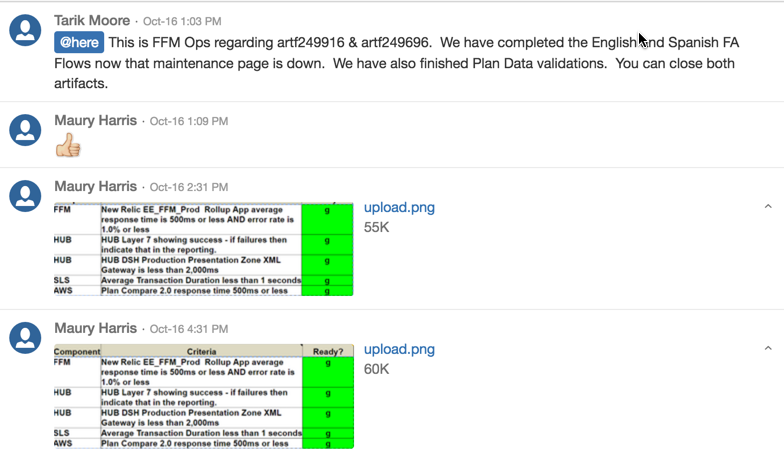 Tarik Moore · Oct-16 1:03 PM
@here This is FFM Ops regarding artf249916 & artf249696. We have completed the English and Spanish FA
Flows now that maintenance page is down. We have also finished Plan Data validations. You can close both
artifacts.
Maury Harris · Oct-16 1:09 PM
Maury Harris · Oct-16 2:31 PM
upload.png
55K
FFM New Relic EE_FFM_Prod Rollup App average g
response time is 500ms or less AND error rate is
1.0% or less
HUB HUB Layer 7 showing success - if failures then g
indicate that in the reporting.
HUB HUB DSH Production Presentation Zone XML g
Gateway is less than 2,000ms
SLS Average Transaction Duration less than 1 seconds g
AWS Plan Compare 2.0 response time 500ms or less g
Maury Harris · Oct-16 4:31 PM
upload.png
60K
Component Criteria Ready?
FFM New Relic EE_FFM_Prod Rollup App average g
response time is 500ms or less AND error rate is
1.0% or less
HUB HUB Layer 7 showing success - if failures then g
indicate that in the reporting.
HUB HUB DSH Production Presentation Zone XML g
Gateway is less than 2,000ms
SLS Average Transaction Duration less than 1 seconds g
AWS Plan Compare 2.0 response time 500ms or less g